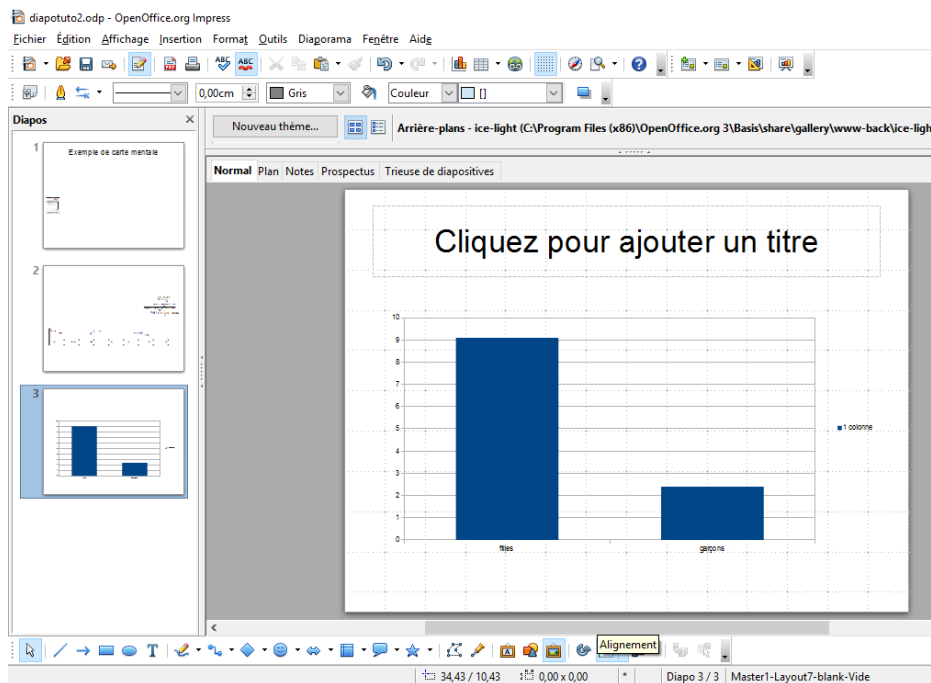 diapotuto2.odp - OpenOffice.org Impress
Fichier Édition Affichage Insertion Format Outils Diaporama Fenêtre Aide
ABC ABC
0,00cm Gris Couleur []
Diapos
Nouveau thème... Arrière-plans - ice-light (C:\Program Files (x86)\OpenOffice.org 3\Basis\share\gallery\www-back\ice-ligh
Normal Plan Notes Prospectus Trieuse de diapositives
1
Exemple de carte mentale
2
3
Cliquez pour ajouter un titre
10
9
8
7
6
5
4
3
2
1
0
filles garçons
1 colonne
Alignement
34,43 / 10,43 0,00 x 0,00 * Diapo 3 / 3 Master1-Layout7-blank-Vide